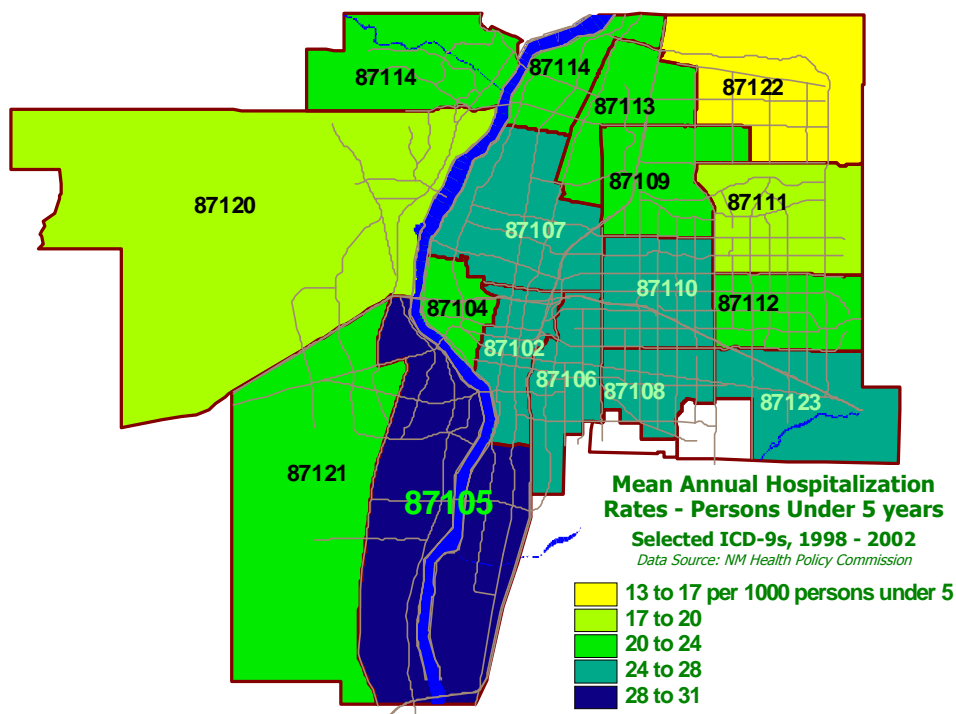 87114
87114
87122
87113
87109
87111
87120
87107
87110
87112
87104
87102
87106
87108
87123
87121
87105
Mean Annual Hospitalization
Rates - Persons Under 5 years
Selected ICD-9s, 1998 - 2002
Data Source: NM Health Policy Commission
13 to 17 per 1000 persons under 5
17 to 20
20 to 24
24 to 28
28 to 31